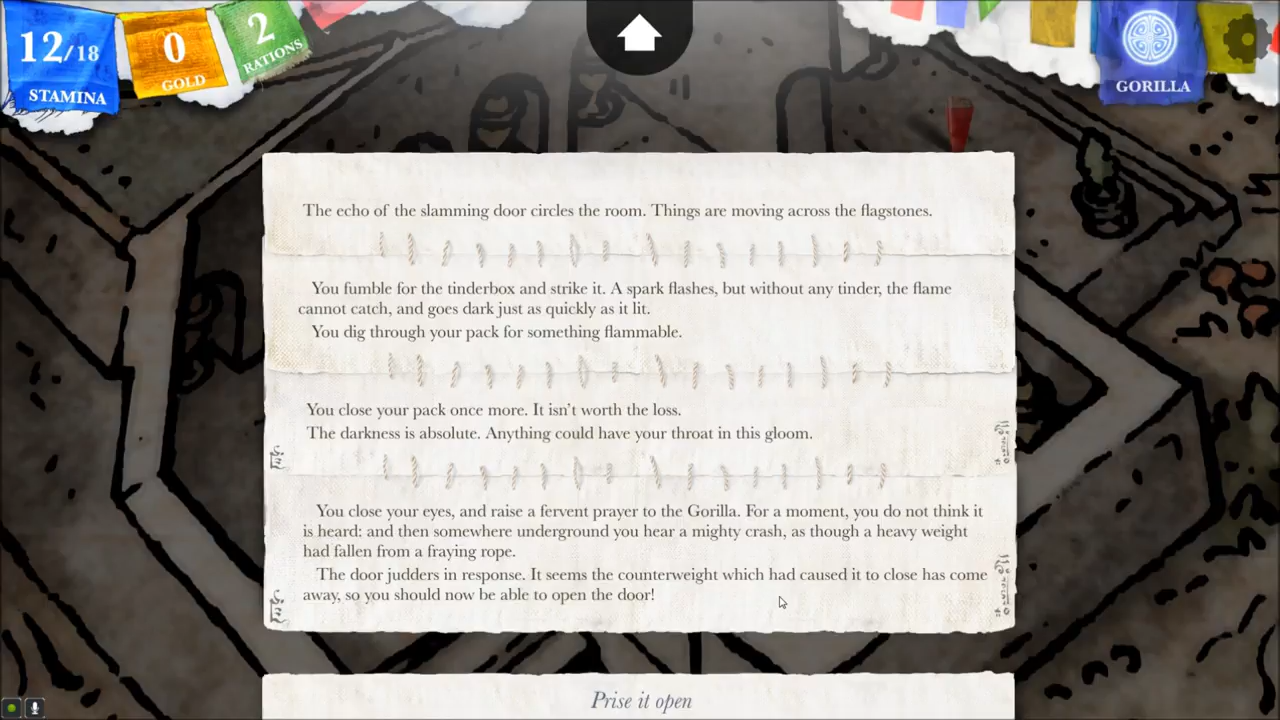 12/18
STAMINA
0
GOLD
2
RATIONS
GORILLA
The echo of the slamming door circles the room. Things are moving across the flagstones.
You fumble for the tinderbox and strike it. A spark flashes, but without any tinder, the flame
cannot catch, and goes dark just as quickly as it lit.
You dig through your pack for something flammable.
You close your pack once more. It isn't worth the loss.
The darkness is absolute. Anything could have your throat in this gloom.
You close your eyes, and raise a fervent prayer to the Gorilla. For a moment, you do not think it
is heard: and then somewhere underground you hear a mighty crash, as though a heavy weight
had fallen from a fraying rope.
The door judders in response. It seems the counterweight which had caused it to close has come
away, so you should now be able to open the door!
Prise it open